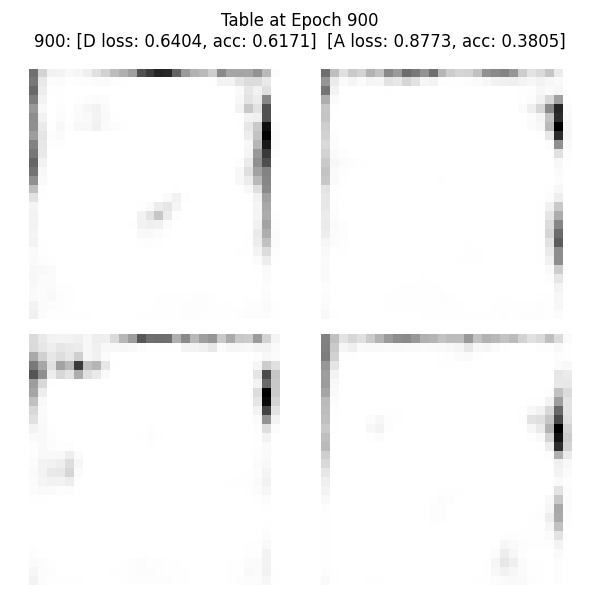 Table at Epoch 900
900: [D loss: 0.6404, acc: 0.6171]  [A loss: 0.8773, acc: 0.3805]